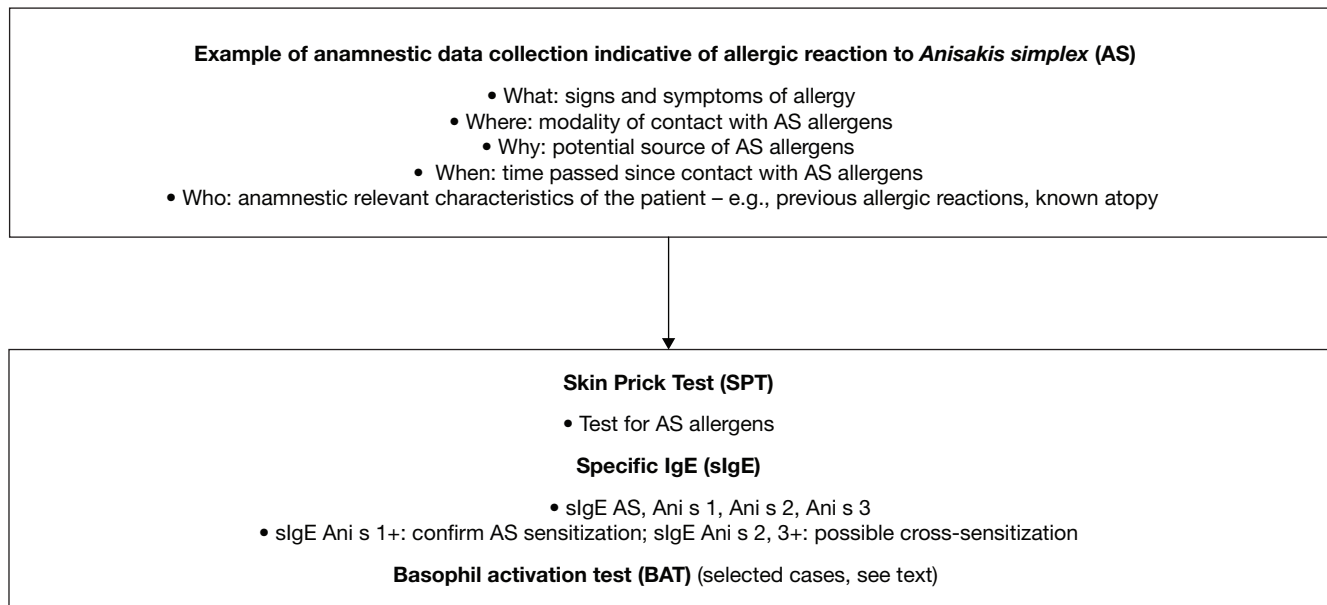 Example of anamnestic data collection indicative of allergic reaction to Anisakis simplex (AS)
• What: signs and symptoms of allergy
• Where: modality of contact with AS allergens
• Why: potential source of AS allergens
• When: time passed since contact with AS allergens
• Who: anamnestic relevant characteristics of the patient – e.g., previous allergic reactions, known atopy
Skin Prick Test (SPT)
• Test for AS allergens
Specific IgE (sIgE)
• sIgE AS, Ani s 1, Ani s 2, Ani s 3
• sIgE Ani s 1+: confirm AS sensitization; sIgE Ani s 2, 3+: possible cross-sensitization
Basophil activation test (BAT) (selected cases, see text)